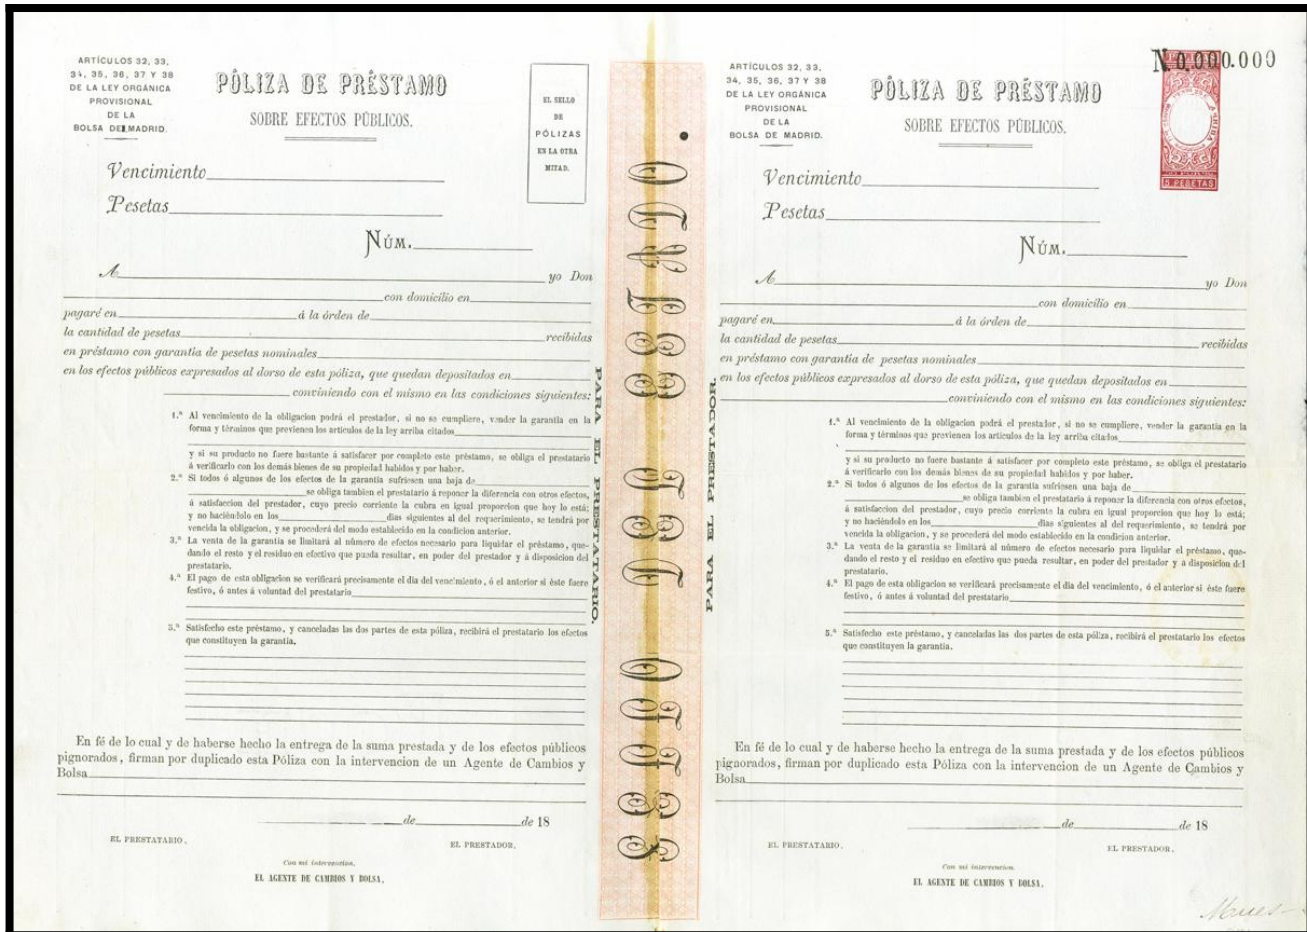 ARTÍCULOS 32, 33,
34, 35, 36, 37 Y 38
DE LA LEY ORGÁNICA
PROVISIONAL
DE LA
BOLSA DE MADRID.
PÓLIZA DE PRÉSTAMO
SOBRE EFECTOS PÚBLICOS.
EL SELLO
DE
PÓLIZAS
EN LA OTRA
MITAD.
Vencimiento
Pesetas
NÚM.
A yo Don
con domicilio en
pagaré en á la órden de
la cantidad de pesetas recibidas
en préstamo con garantia de pesetas nominales
en los efectos públicos expresados al dorso de esta póliza, que quedan depositados en
conviniendo con el mismo en las condiciones siguientes:
1.ª Al vencimiento de la obligacion podrá el prestador, si no se cumpliere, vender la garantía en la
forma y términos que previenen los artículos de la ley arriba citados
y si su producto no fuere bastante á satisfacer por completo este préstamo, se obliga el prestatario
á verificarlo con los demás bienes de su propiedad habidos y por haber.
2.ª Si todos ó algunos de los efectos de la garantía sufriesen una baja de
se obliga tambien el prestatario á reponer la diferencia con otros efectos,
á satisfaccion del prestador, cuyo precio corriente la cubra en igual proporcion que hoy lo está;
y no haciéndolo en los dias siguientes al del requerimiento, se tendrá por
vencida la obligacion, y se procederá del modo establecido en la condicion anterior.
3.ª La venta de la garantía se limitará al número de efectos necesario para liquidar el préstamo, que-
dando el resto y el residuo en efectivo que pueda resultar, en poder del prestador y á disposicion del
prestatario.
4.ª El pago de esta obligacion se verificará precisamente el dia del vencimiento, ó el anterior si éste fuere
festivo, ó antes á voluntad del prestatario
5.ª Satisfecho este préstamo, y canceladas las dos partes de esta póliza, recibirá el prestatario los efectos
que constituyen la garantía.
En fé de lo cual y de haberse hecho la entrega de la suma prestada y de los efectos públicos
pignorados, firman por duplicado esta Póliza con la intervencion de un Agente de Cambios y
Bolsa
de de 18
EL PRESTATARIO.
EL PRESTADOR.
Con mi intervencion.
EL AGENTE DE CAMBIOS Y BOLSA.
PARA EL PRESTATARIO.
SELLO DEL ESTADO.
PARA EL PRESTADOR.
ARTÍCULOS 32, 33,
34, 35, 36, 37 Y 38
DE LA LEY ORGÁNICA
PROVISIONAL
DE LA
BOLSA DE MADRID.
PÓLIZA DE PRÉSTAMO
SOBRE EFECTOS PÚBLICOS.
N.0,000.000
5 PESETAS
Vencimiento
Pesetas
NÚM.
A yo Don
con domicilio en
pagaré en á la órden de
la cantidad de pesetas recibidas
en préstamo con garantia de pesetas nominales
en los efectos públicos expresados al dorso de esta póliza, que quedan depositados en
conviniendo con el mismo en las condiciones siguientes:
1.ª Al vencimiento de la obligacion podrá el prestador, si no se cumpliere, vender la garantía en la
forma y términos que previenen los artículos de la ley arriba citados
y si su producto no fuere bastante á satisfacer por completo este préstamo, se obliga el prestatario
á verificarlo con los demás bienes de su propiedad habidos y por haber.
2.ª Si todos ó algunos de los efectos de la garantía sufriesen una baja de
se obliga tambien el prestatario á reponer la diferencia con otros efectos,
á satisfaccion del prestador, cuyo precio corriente la cubra en igual proporcion que hoy lo está;
y no haciéndolo en los dias siguientes al del requerimiento, se tendrá por
vencida la obligacion, y se procederá del modo establecido en la condicion anterior.
3.ª La venta de la garantía se limitará al número de efectos necesario para liquidar el préstamo, que-
dando el resto y el residuo en efectivo que pueda resultar, en poder del prestador y a disposicion del
prestatario.
4.ª El pago de esta obligacion se verificará precisamente el dia del vencimiento, ó el anterior si éste fuere
festivo, ó antes á voluntad del prestatario
5.ª Satisfecho este préstamo, y canceladas las dos partes de esta póliza, recibirá el prestatario los efectos
que constituyen la garantía.
En fé de lo cual y de haberse hecho la entrega de la suma prestada y de los efectos públicos
pignorados, firman por duplicado esta Póliza con la intervencion de un Agente de Cambios y
Bolsa
de de 18
EL PRESTATARIO.
EL PRESTADOR.
Con mi intervencion.
EL AGENTE DE CAMBIOS Y BOLSA.